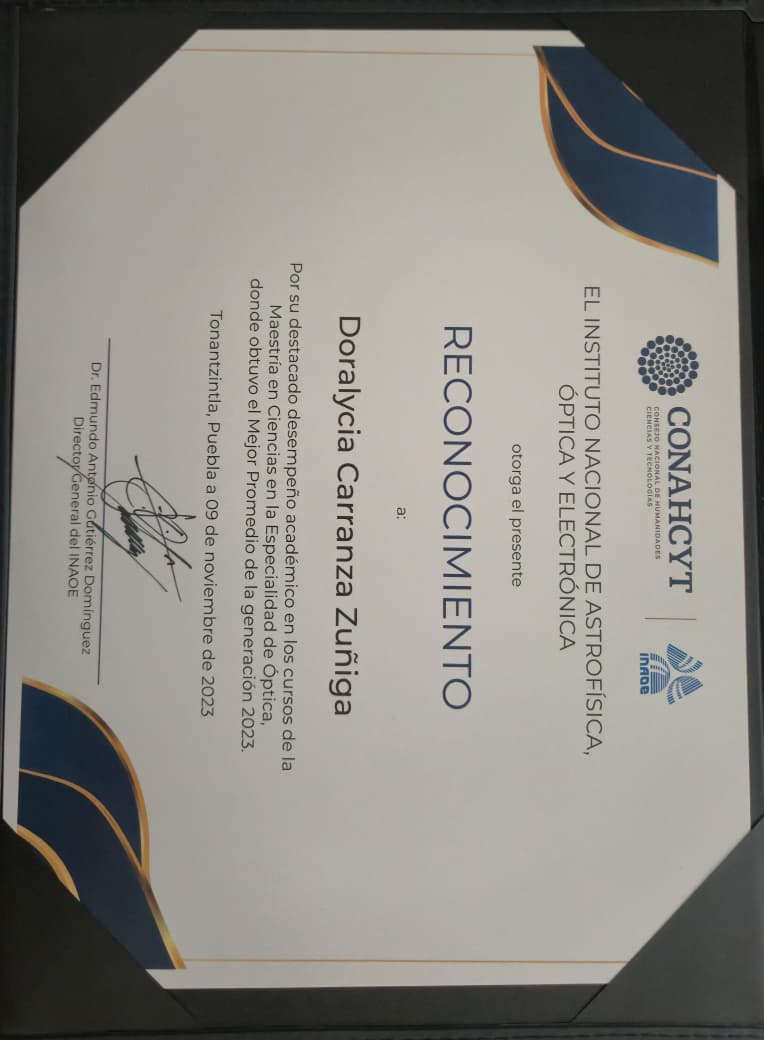 CONAHCYT
CONSEJO NACIONAL DE HUMANIDADES
CIENCIAS Y TECNOLOGÍAS
INAOE
EL INSTITUTO NACIONAL DE ASTROFÍSICA,
ÓPTICA Y ELECTRÓNICA
otorga el presente
RECONOCIMIENTO
a:
Doralycia Carranza Zuñiga
Por su destacado desempeño académico en los cursos de la
Maestría en Ciencias en la Especialidad de Óptica,
donde obtuvo el Mejor Promedio de la generación 2023.
Tonantzintla, Puebla a 09 de noviembre de 2023
Dr. Edmundo Antonio Gutiérrez Domínguez
Director General del INAOE